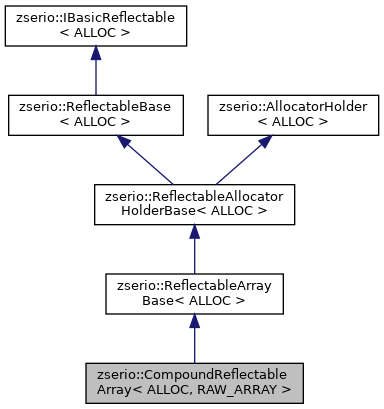 zserio::IBasicReflectable
< ALLOC >
zserio::ReflectableBase
< ALLOC >
zserio::AllocatorHolder
< ALLOC >
zserio::ReflectableAllocator
HolderBase< ALLOC >
zserio::ReflectableArray
Base< ALLOC >
zserio::CompoundReflectable
Array< ALLOC, RAW_ARRAY >